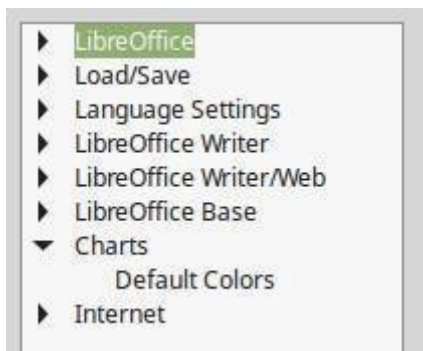 LibreOffice
Load/Save
Language Settings
LibreOffice Writer
LibreOffice Writer/Web
LibreOffice Base
Charts
Default Colors
Internet